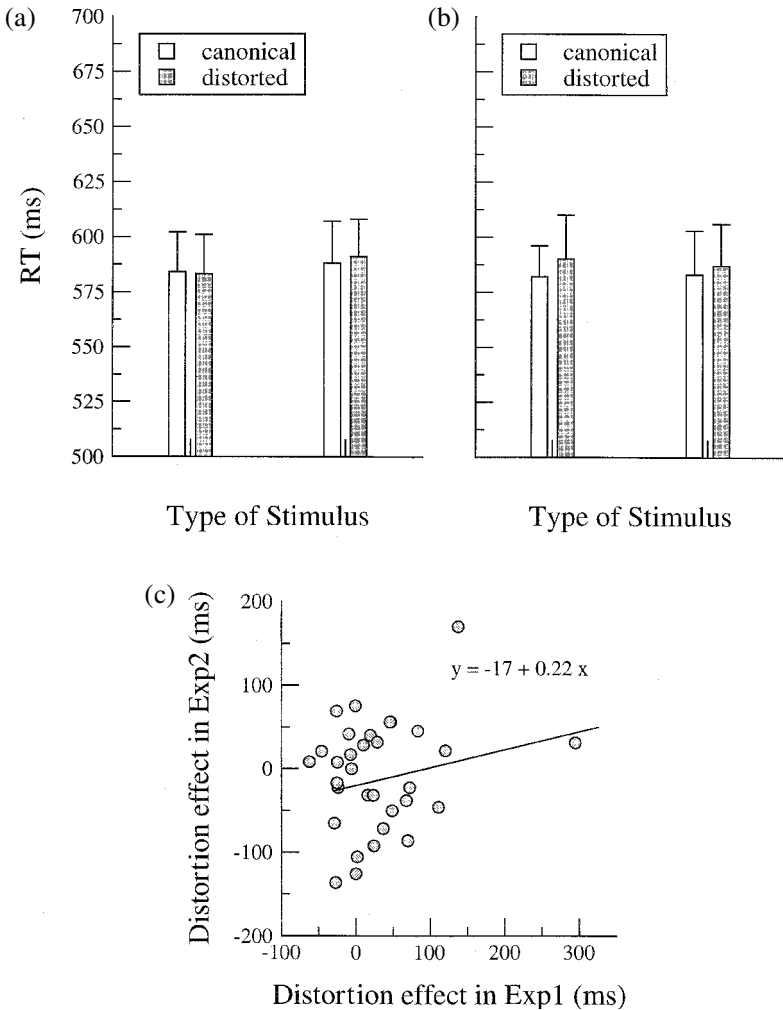 (a)
700
675
650
625
600
575
550
525
500
RT (ms)
canonical
distorted
Type of Stimulus
(b)
canonical
distorted
Type of Stimulus
(c)
200
100
0
-100
-200
Distortion effect in Exp2 (ms)
y = -17 + 0.22 x
-100
0
100
200
300
Distortion effect in Exp1 (ms)